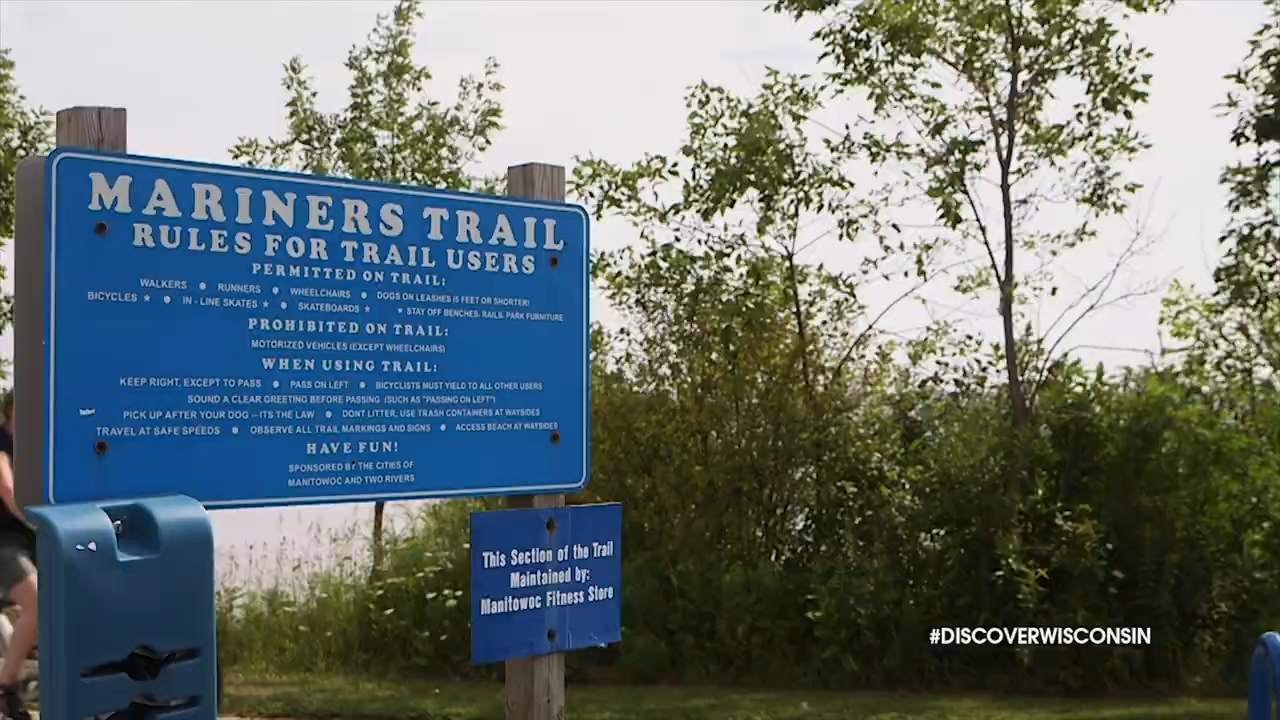 MARINERS TRAIL
RULES FOR TRAIL USERS
PERMITTED ON TRAIL:
WALKERS ● RUNNERS ● WHEELCHAIRS ● DOGS ON LEASHES (8 FEET OR SHORTER)
BICYCLES * ● IN-LINE SKATES * ● SKATEBOARDS * * STAY OFF BENCHES, RAILS, PARK FURNITURE
PROHIBITED ON TRAIL:
MOTORIZED VEHICLES (EXCEPT WHEELCHAIRS)
WHEN USING TRAIL:
KEEP RIGHT, EXCEPT TO PASS ● PASS ON LEFT ● BICYCLISTS MUST YIELD TO ALL OTHER USERS
SOUND A CLEAR GREETING BEFORE PASSING (SUCH AS "PASSING ON LEFT")
PICK UP AFTER YOUR DOG -- ITS THE LAW ● DONT LITTER; USE TRASH CONTAINERS AT WAYSIDES
TRAVEL AT SAFE SPEEDS ● OBSERVE ALL TRAIL MARKINGS AND SIGNS ● ACCESS BEACH AT WAYSIDES
HAVE FUN!
SPONSORED BY THE CITIES OF
MANITOWOC AND TWO RIVERS
This Section of the Trail
Maintained by:
Manitowoc Fitness Store
#DISCOVERWISCONSIN